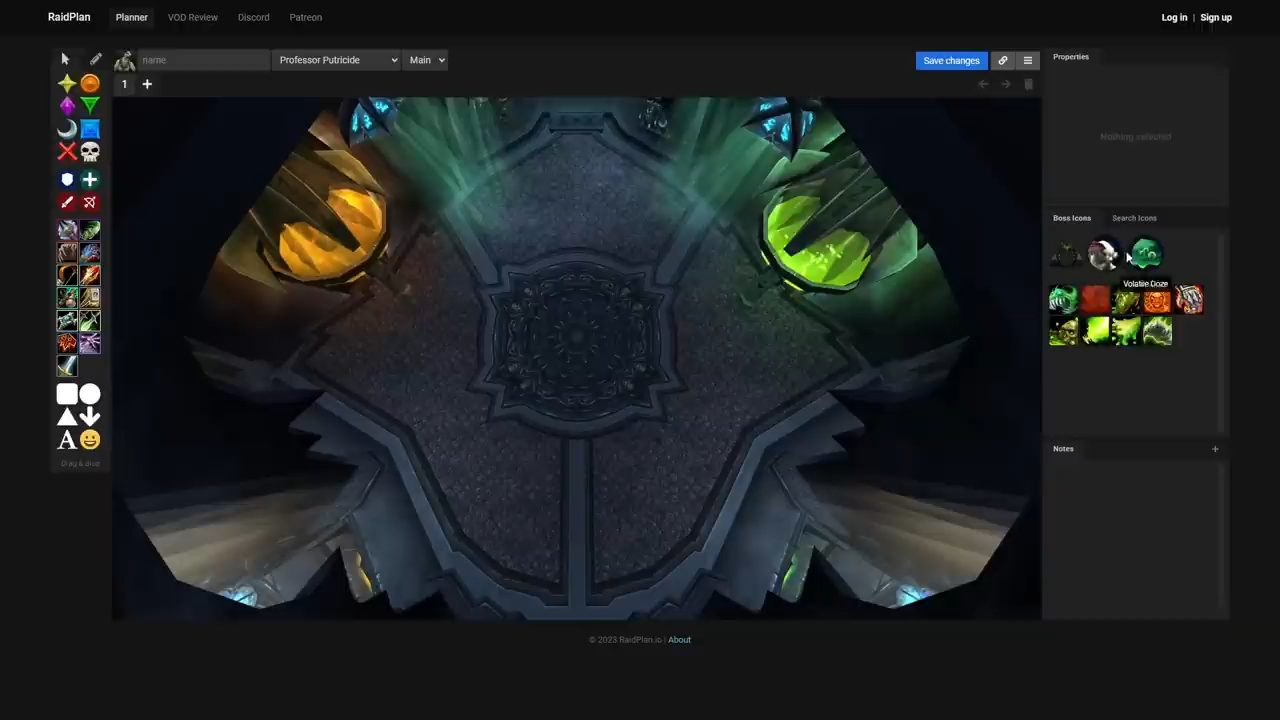 RaidPlan Planner VOD Review Discord Patreon Log in | Sign up
name Professor Putricide Main Save changes
1 +
Properties
Nothing selected
Boss Icons Search Icons
Volatile Ooze
A
Drag & drop
Notes +
© 2023 RaidPlan.io | About